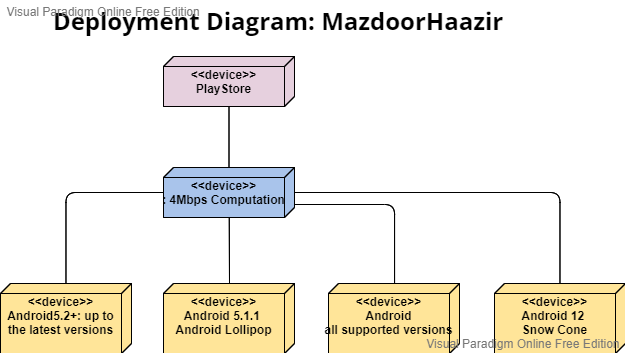 Visual Paradigm Online Free Edition
Deployment Diagram: MazdoorHaazir
<<device>>
PlayStore
<<device>>
: 4Mbps Computation
<<device>>
Android5.2+: up to
the latest versions
<<device>>
Android 5.1.1
Android Lollipop
<<device>>
Android
all supported versions
<<device>>
Android 12
Snow Cone
Visual Paradigm Online Free Edition